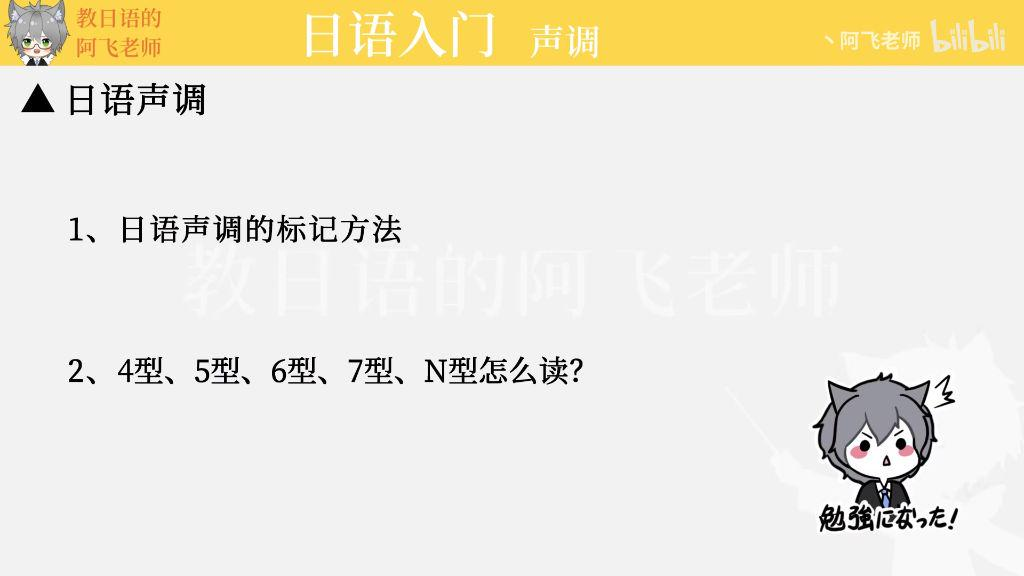 教日语的
阿飞老师
日语入门 声调
丶阿飞老师 bilibili
▲ 日语声调
1、日语声调的标记方法
教日语的阿飞老师
2、4型、5型、6型、7型、N型怎么读?
勉強になった!